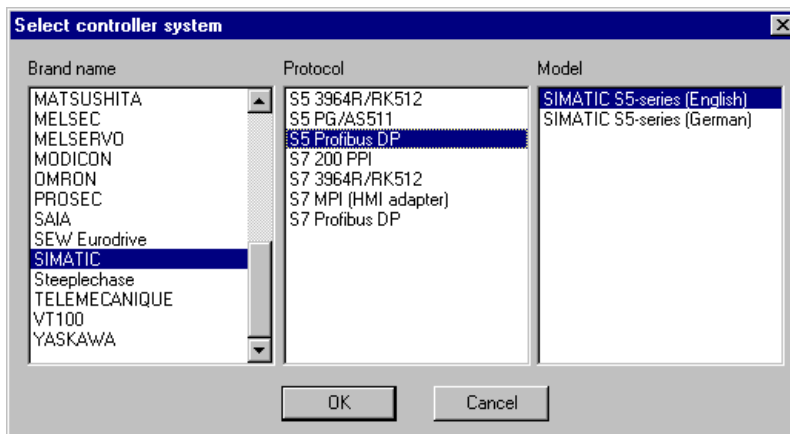 Select controller system
Brand name
Protocol
Model
MATSUSHITA
MELSEC
MELSERVO
MODICON
OMRON
PROSEC
SAIA
SEW Eurodrive
SIMATIC
Steeplechase
TELEMECANIQUE
VT100
YASKAWA
S5 3964R/RK512
S5 PG/AS511
S5 Profibus DP
S7 200 PPI
S7 3964R/RK512
S7 MPI (HMI adapter)
S7 Profibus DP
SIMATIC S5-series (English)
SIMATIC S5-series (German)
OK
Cancel